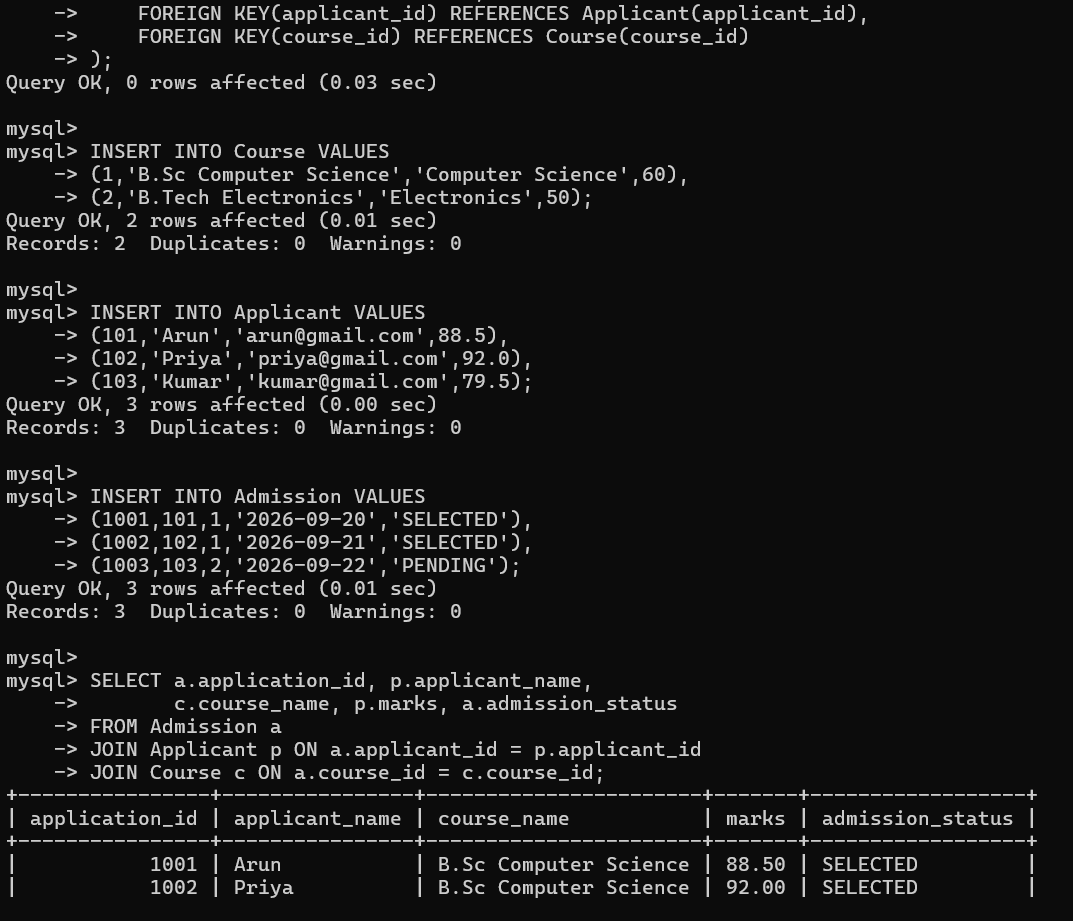 ->     FOREIGN KEY(applicant_id) REFERENCES Applicant(applicant_id),
    ->     FOREIGN KEY(course_id) REFERENCES Course(course_id)
    -> );
Query OK, 0 rows affected (0.03 sec)

mysql>
mysql> INSERT INTO Course VALUES
    -> (1,'B.Sc Computer Science','Computer Science',60),
    -> (2,'B.Tech Electronics','Electronics',50);
Query OK, 2 rows affected (0.01 sec)
Records: 2  Duplicates: 0  Warnings: 0

mysql>
mysql> INSERT INTO Applicant VALUES
    -> (101,'Arun','arun@gmail.com',88.5),
    -> (102,'Priya','priya@gmail.com',92.0),
    -> (103,'Kumar','kumar@gmail.com',79.5);
Query OK, 3 rows affected (0.00 sec)
Records: 3  Duplicates: 0  Warnings: 0

mysql>
mysql> INSERT INTO Admission VALUES
    -> (1001,101,1,'2026-09-20','SELECTED'),
    -> (1002,102,1,'2026-09-21','SELECTED'),
    -> (1003,103,2,'2026-09-22','PENDING');
Query OK, 3 rows affected (0.01 sec)
Records: 3  Duplicates: 0  Warnings: 0

mysql>
mysql> SELECT a.application_id, p.applicant_name,
    ->        c.course_name, p.marks, a.admission_status
    -> FROM Admission a
    -> JOIN Applicant p ON a.applicant_id = p.applicant_id
    -> JOIN Course c ON a.course_id = c.course_id;
+----------------+----------------+-----------------------+-------+------------------+
| application_id | applicant_name | course_name           | marks | admission_status |
+----------------+----------------+-----------------------+-------+------------------+
|           1001 | Arun           | B.Sc Computer Science | 88.50 | SELECTED         |
|           1002 | Priya          | B.Sc Computer Science | 92.00 | SELECTED         |